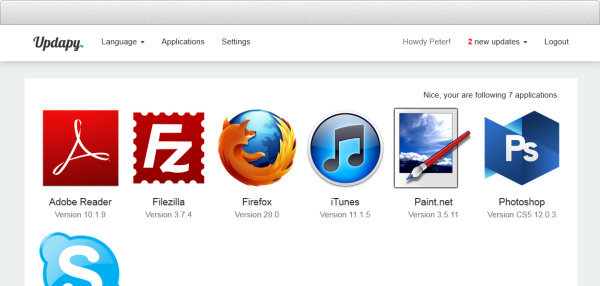 Updapy
Language Applications Settings Howdy Peter! 2 new updates Logout
Nice, your are following 7 applications.
Fz Ps
Adobe Reader Filezilla Firefox iTunes Paint.net Photoshop
Version 10.1.9 Version 3.7.4 Version 28.0 Version 11.1.5 Version 3.5.11 Version CS5 12.0.3
S